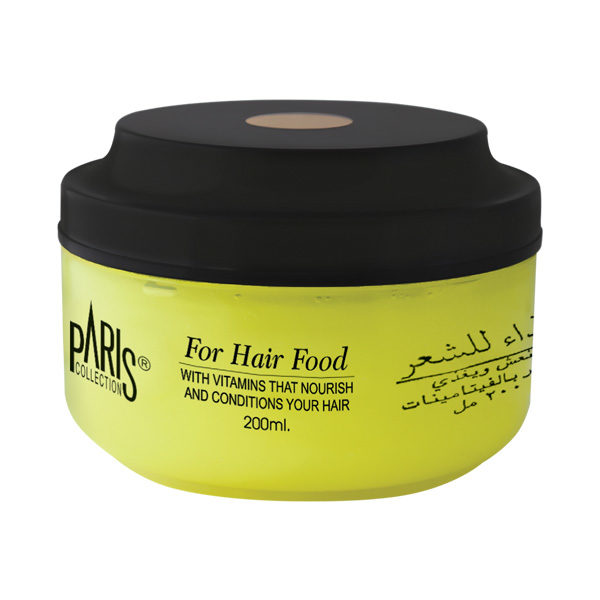 PARIS®
COLLECTION
For Hair Food
WITH VITAMINS THAT NOURISH
AND CONDITIONS YOUR HAIR
200ml.
للشعر
ويغذي
بالفيتامينات
٢٠٠ مل